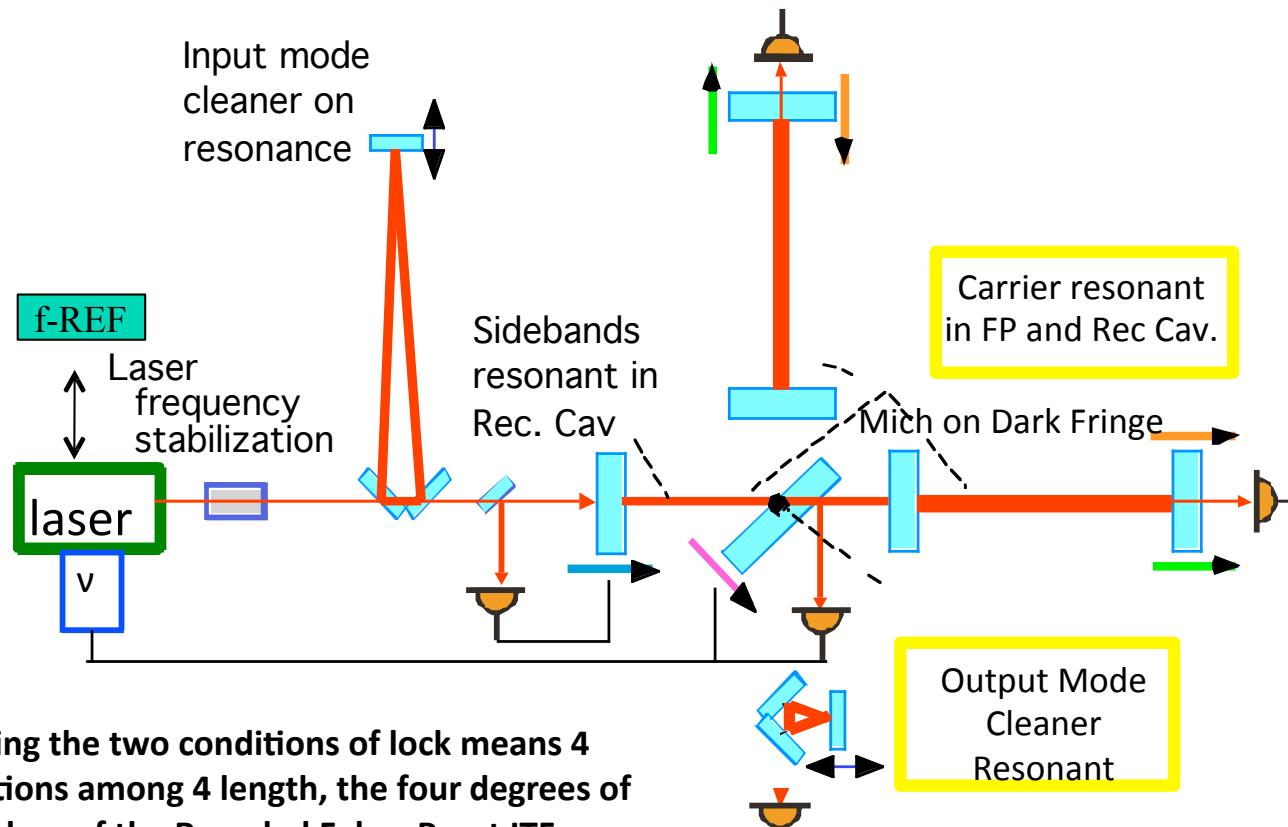 Input mode
cleaner on
resonance
f-REF
Laser
frequency
stabilization
laser
ν
Sidebands
resonant in
Rec. Cav
Carrier resonant
in FP and Rec Cav.
Mich on Dark Fringe
Output Mode
Cleaner
Resonant
ing the two conditions of lock means 4
tions among 4 length, the four degrees of